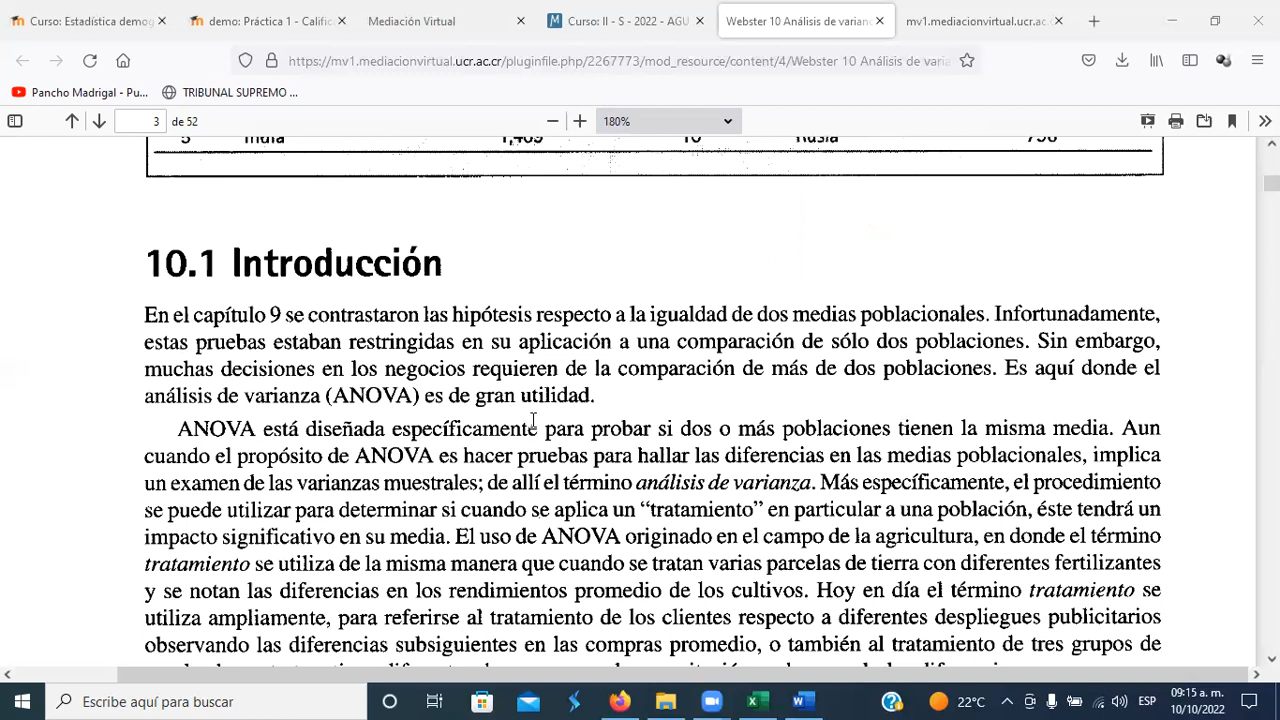 Curso: Estadística demog
demo: Práctica 1 - Calific
Mediación Virtual
Curso: II - S - 2022 - AGU
Webster 10 Análisis de varian
mv1.mediacionvirtual.ucr.ac.
https://mv1.mediacionvirtual.ucr.ac.cr/pluginfile.php/2267773/mod_resource/content/4/Webster 10 Análisis de varia
Pancho Madrigal - Pu...
TRIBUNAL SUPREMO ...
3 de 52
180%
5 India 1,469 10 Rusia 796
10.1 Introducción
En el capítulo 9 se contrastaron las hipótesis respecto a la igualdad de dos medias poblacionales. Infortunadamente,
estas pruebas estaban restringidas en su aplicación a una comparación de sólo dos poblaciones. Sin embargo,
muchas decisiones en los negocios requieren de la comparación de más de dos poblaciones. Es aquí donde el
análisis de varianza (ANOVA) es de gran utilidad.
ANOVA está diseñada específicamente para probar si dos o más poblaciones tienen la misma media. Aun
cuando el propósito de ANOVA es hacer pruebas para hallar las diferencias en las medias poblacionales, implica
un examen de las varianzas muestrales; de allí el término análisis de varianza. Más específicamente, el procedimiento
se puede utilizar para determinar si cuando se aplica un “tratamiento” en particular a una población, éste tendrá un
impacto significativo en su media. El uso de ANOVA originado en el campo de la agricultura, en donde el término
tratamiento se utiliza de la misma manera que cuando se tratan varias parcelas de tierra con diferentes fertilizantes
y se notan las diferencias en los rendimientos promedio de los cultivos. Hoy en día el término tratamiento se
utiliza ampliamente, para referirse al tratamiento de los clientes respecto a diferentes despliegues publicitarios
observando las diferencias subsiguientes en las compras promedio, o también al tratamiento de tres grupos de
Escribe aquí para buscar
22°C
ESP
09:15 a. m.
10/10/2022